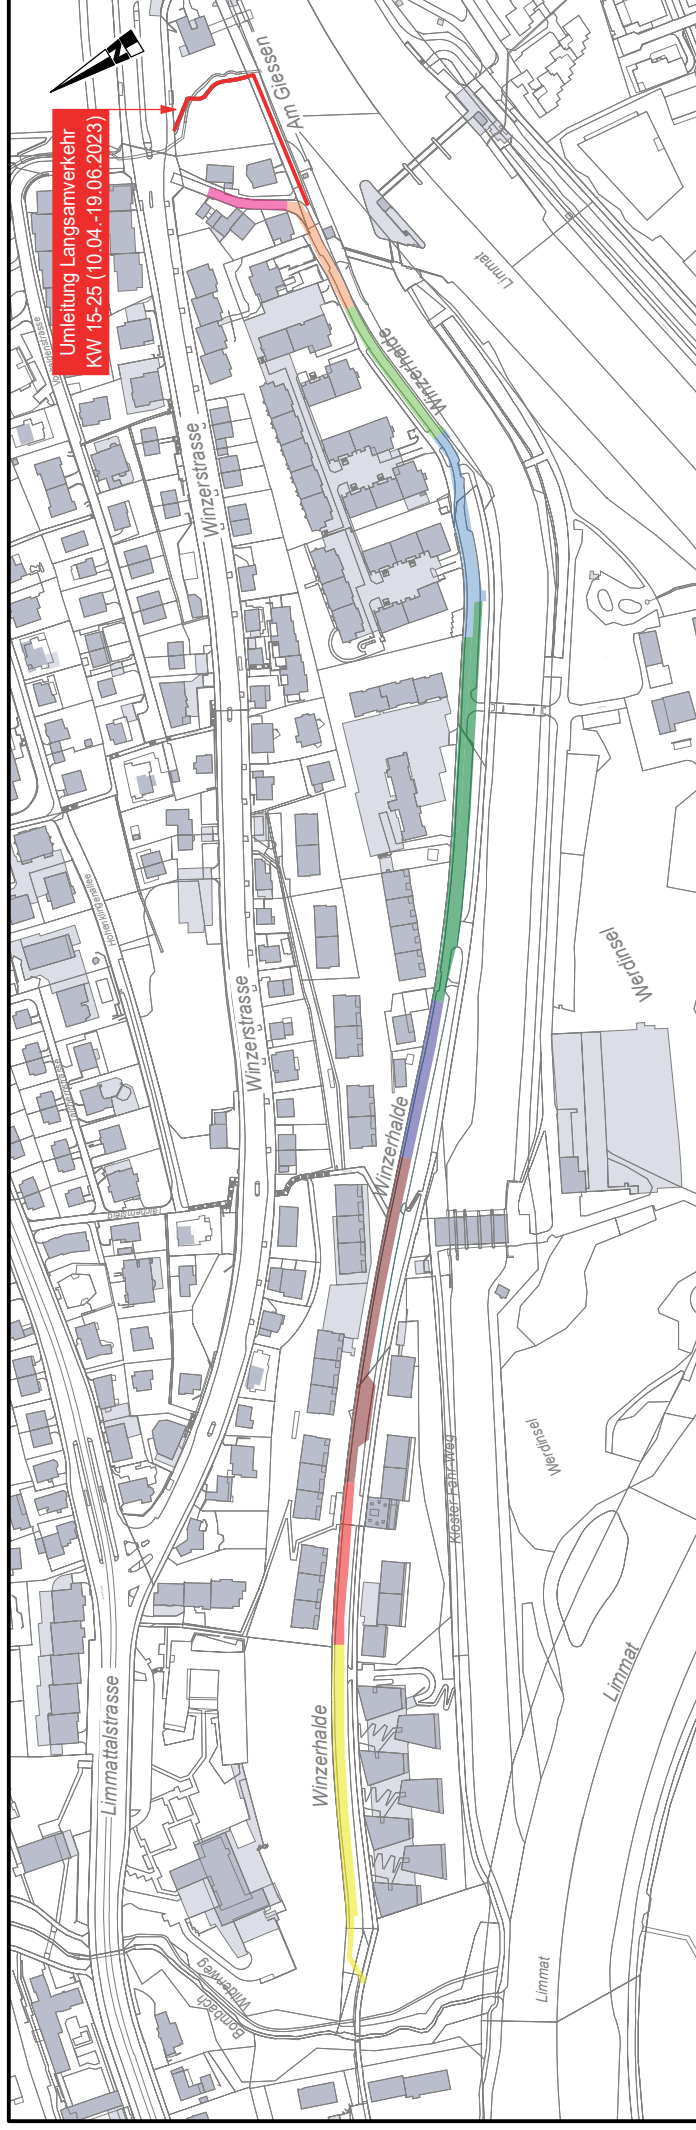 N
Umleitung Langsamverkehr
KW 15-25 (10.04.-19.06.2023)
Am Giessen
Limmat
Winzerhalde
Winzerstrasse
Werdinsel
Winzerstrasse
Winzerhalde
Werdinsel
Kloster-Fahr-Weg
Limmat
Limmattalstrasse
Winzerhalde
Bombach
Wildenweg
Limmat